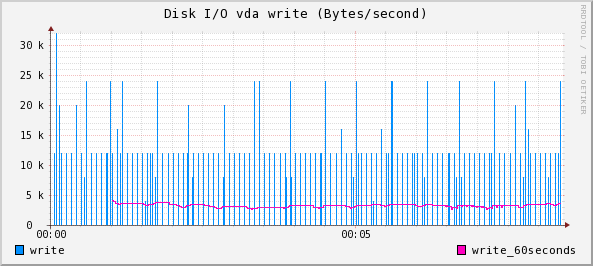 Disk I/O vda write (Bytes/second)
RRDTOOL / TOBI OETIKER
30 k
25 k
20 k
15 k
10 k
5 k
0
00:00 00:05
write write_60seconds